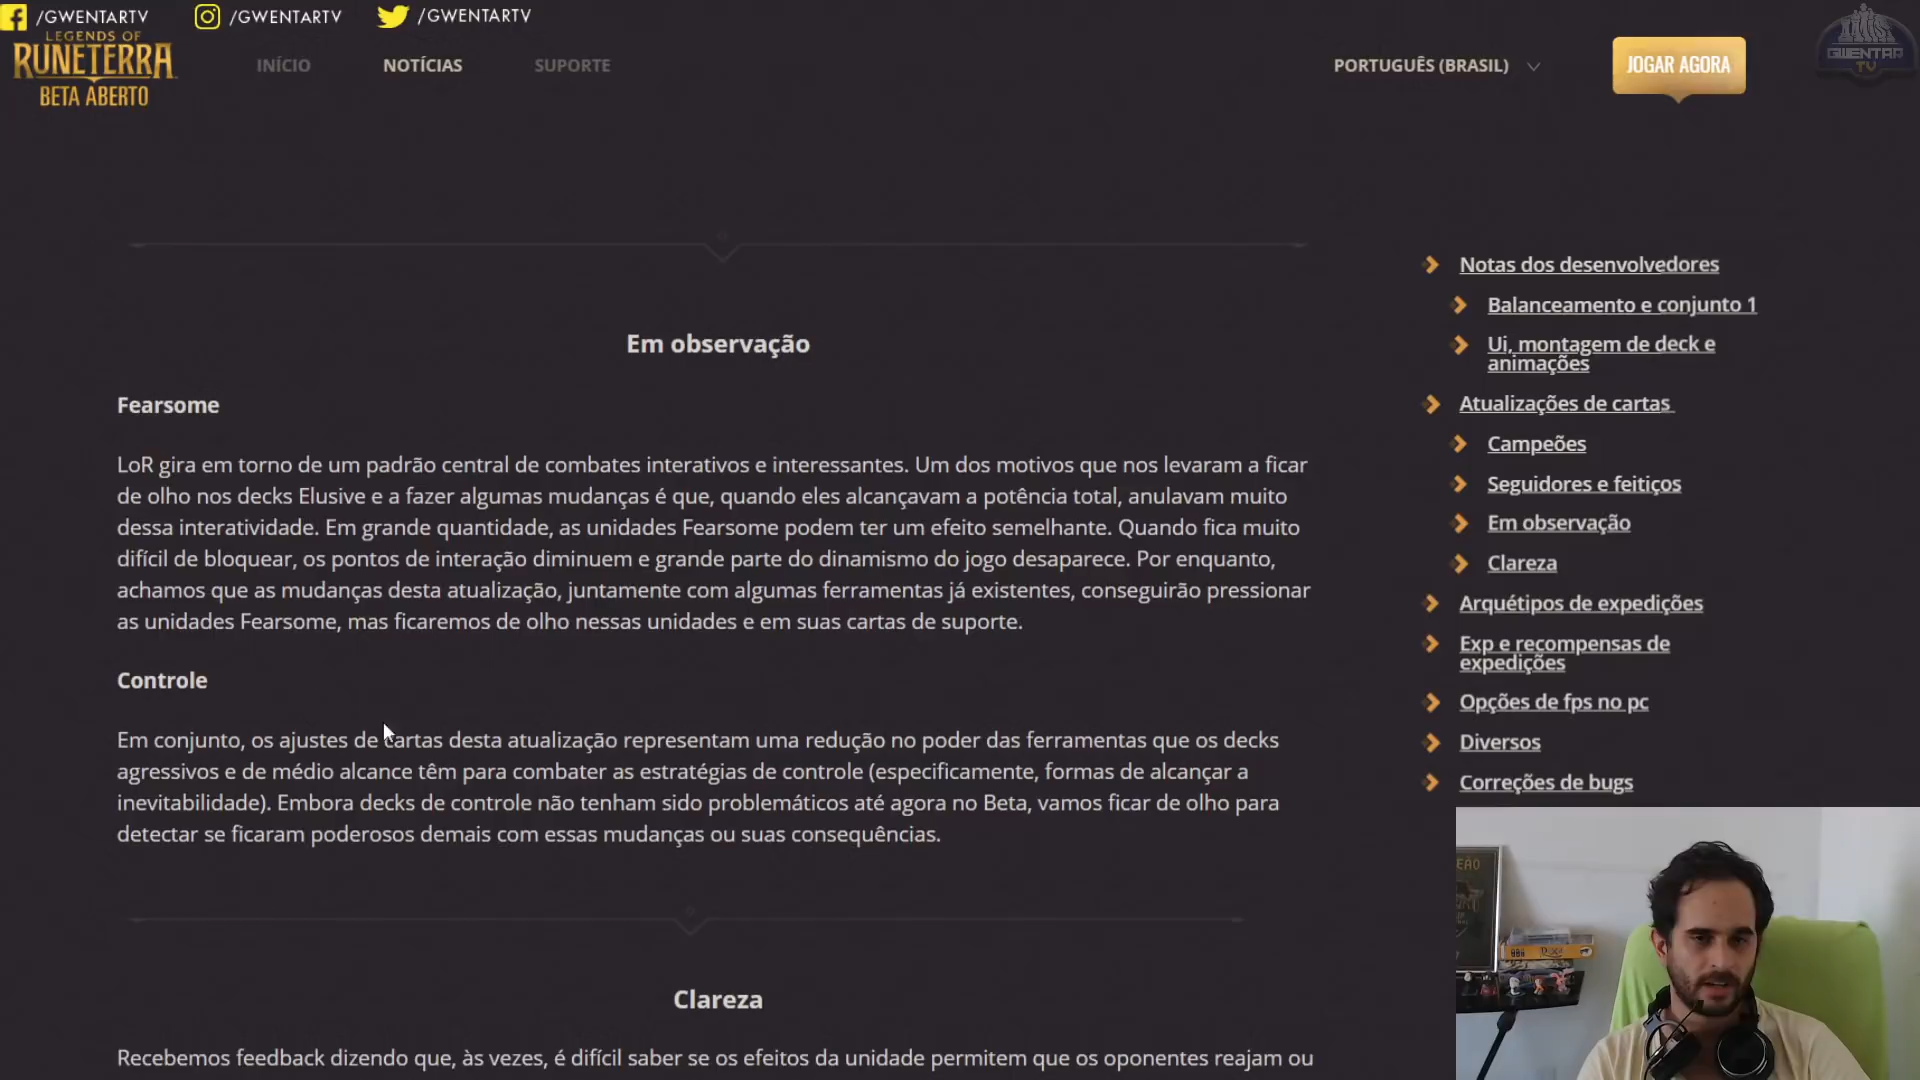 /GWENTARTV
/GWENTARTV
/GWENTARTV
LEGENDS OF
RUNETERRA
BETA ABERTO
INÍCIO
NOTÍCIAS
SUPORTE
PORTUGUÊS (BRASIL)
JOGAR AGORA
GWENTAR
TV
Em observação
Fearsome
LoR gira em torno de um padrão central de combates interativos e interessantes. Um dos motivos que nos levaram a ficar
de olho nos decks Elusive e a fazer algumas mudanças é que, quando eles alcançavam a potência total, anulavam muito
dessa interatividade. Em grande quantidade, as unidades Fearsome podem ter um efeito semelhante. Quando fica muito
difícil de bloquear, os pontos de interação diminuem e grande parte do dinamismo do jogo desaparece. Por enquanto,
achamos que as mudanças desta atualização, juntamente com algumas ferramentas já existentes, conseguirão pressionar
as unidades Fearsome, mas ficaremos de olho nessas unidades e em suas cartas de suporte.
Controle
Em conjunto, os ajustes de cartas desta atualização representam uma redução no poder das ferramentas que os decks
agressivos e de médio alcance têm para combater as estratégias de controle (especificamente, formas de alcançar a
inevitabilidade). Embora decks de controle não tenham sido problemáticos até agora no Beta, vamos ficar de olho para
detectar se ficaram poderosos demais com essas mudanças ou suas consequências.
Clareza
Recebemos feedback dizendo que, às vezes, é difícil saber se os efeitos da unidade permitem que os oponentes reajam ou
Notas dos desenvolvedores
Balanceamento e conjunto 1
Ui, montagem de deck e
animações
Atualizações de cartas
Campeões
Seguidores e feitiços
Em observação
Clareza
Arquétipos de expedições
Exp e recompensas de
expedições
Opções de fps no pc
Diversos
Correções de bugs